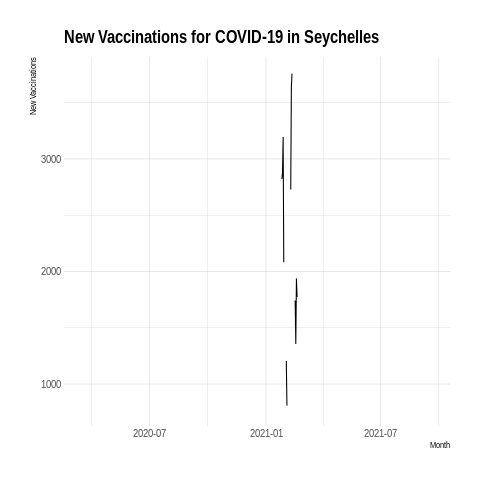 New Vaccinations for COVID-19 in Seychelles
New Vaccinations
3000
2000
1000
2020-07
2021-01
2021-07
Month